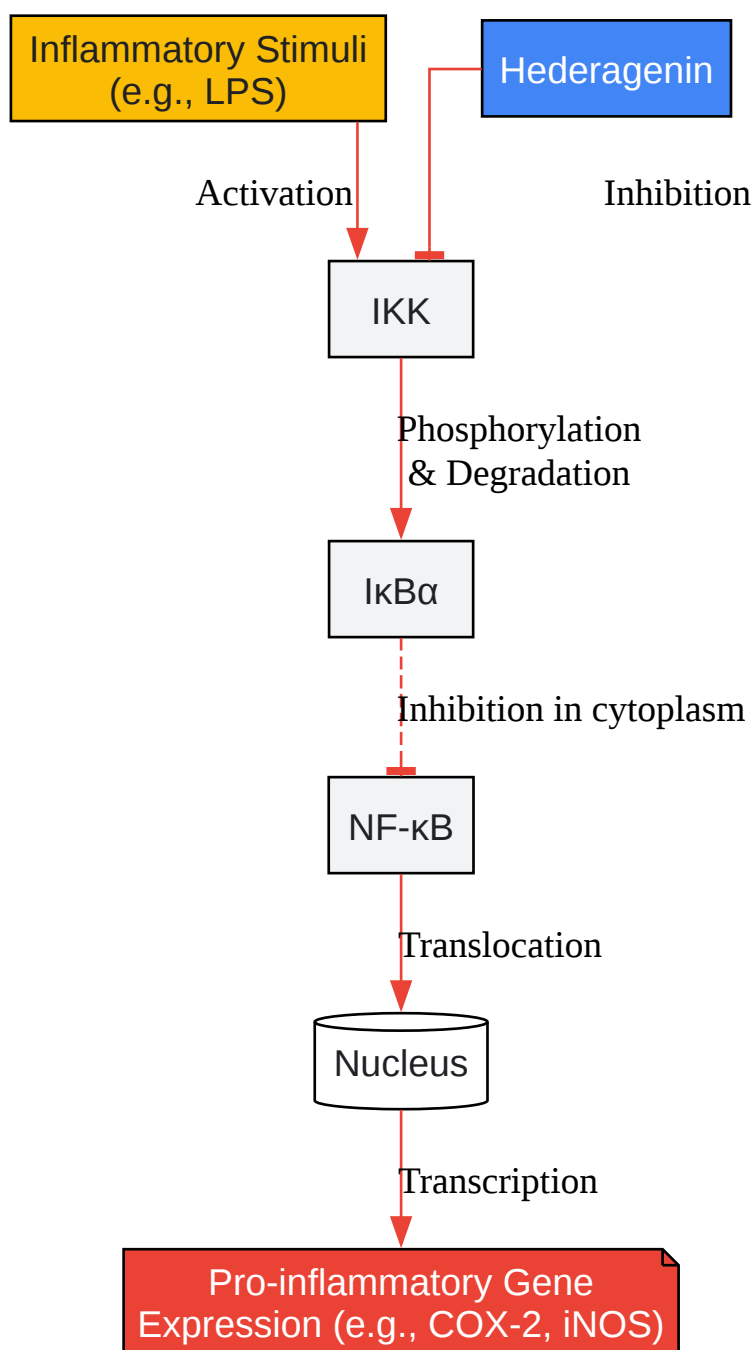 Inflammatory Stimuli
(e.g., LPS)
Hederagenin
Activation
Inhibition
IKK
Phosphorylation
& Degradation
IκBα
Inhibition in cytoplasm
NF-κB
Translocation
Nucleus
Transcription
Pro-inflammatory Gene
Expression (e.g., COX-2, iNOS)